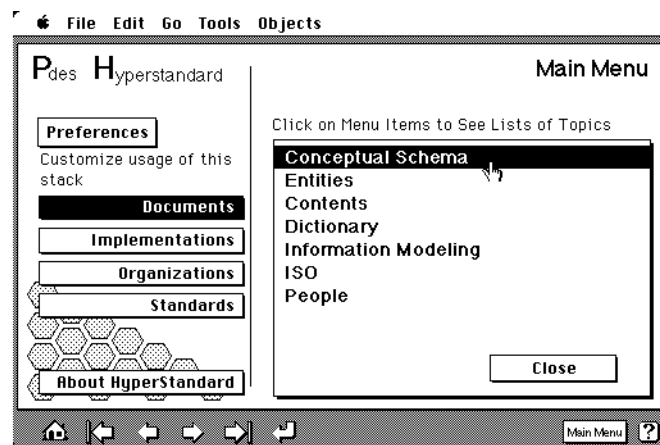 File Edit Go Tools Objects
Pdes Hyperstandard
Main Menu
Preferences
Customize usage of this
stack
Documents
Implementations
Organizations
Standards
About HyperStandard
Click on Menu Items to See Lists of Topics
Conceptual Schema
Entities
Contents
Dictionary
Information Modeling
ISO
People
Close
Main Menu
?